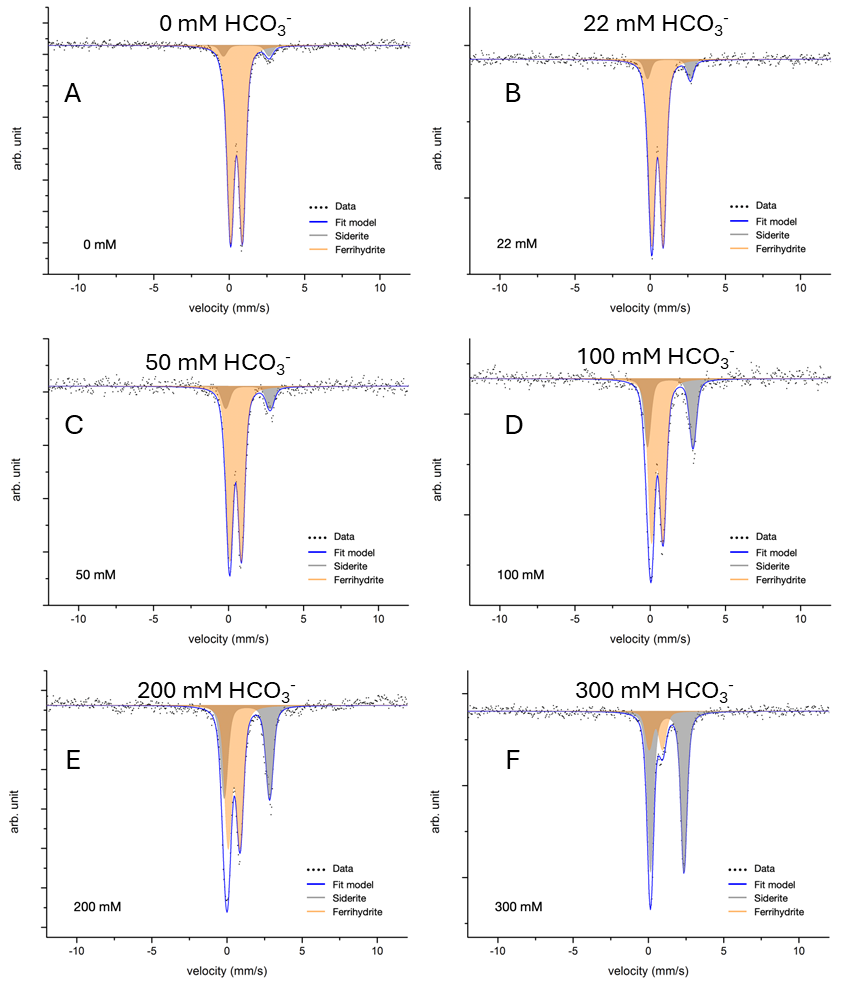 0 mM HCO3-
A
arb. unit
Data
Fit model
Siderite
Ferrihydrite
0 mM
-10 -5 0 5 10
velocity (mm/s)
22 mM HCO3-
B
arb. unit
Data
Fit model
Siderite
Ferrihydrite
22 mM
-10 -5 0 5 10
velocity (mm/s)
50 mM HCO3-
C
arb. unit
Data
Fit model
Siderite
Ferrihydrite
50 mM
-10 -5 0 5 10
velocity (mm/s)
100 mM HCO3-
D
arb. unit
Data
Fit model
Siderite
Ferrihydrite
100 mM
-10 -5 0 5 10
velocity (mm/s)
200 mM HCO3-
E
arb. unit
Data
Fit model
Siderite
Ferrihydrite
200 mM
-10 -5 0 5 10
velocity (mm/s)
300 mM HCO3-
F
arb. unit
Data
Fit model
Siderite
Ferrihydrite
300 mM
-10 -5 0 5 10
velocity (mm/s)